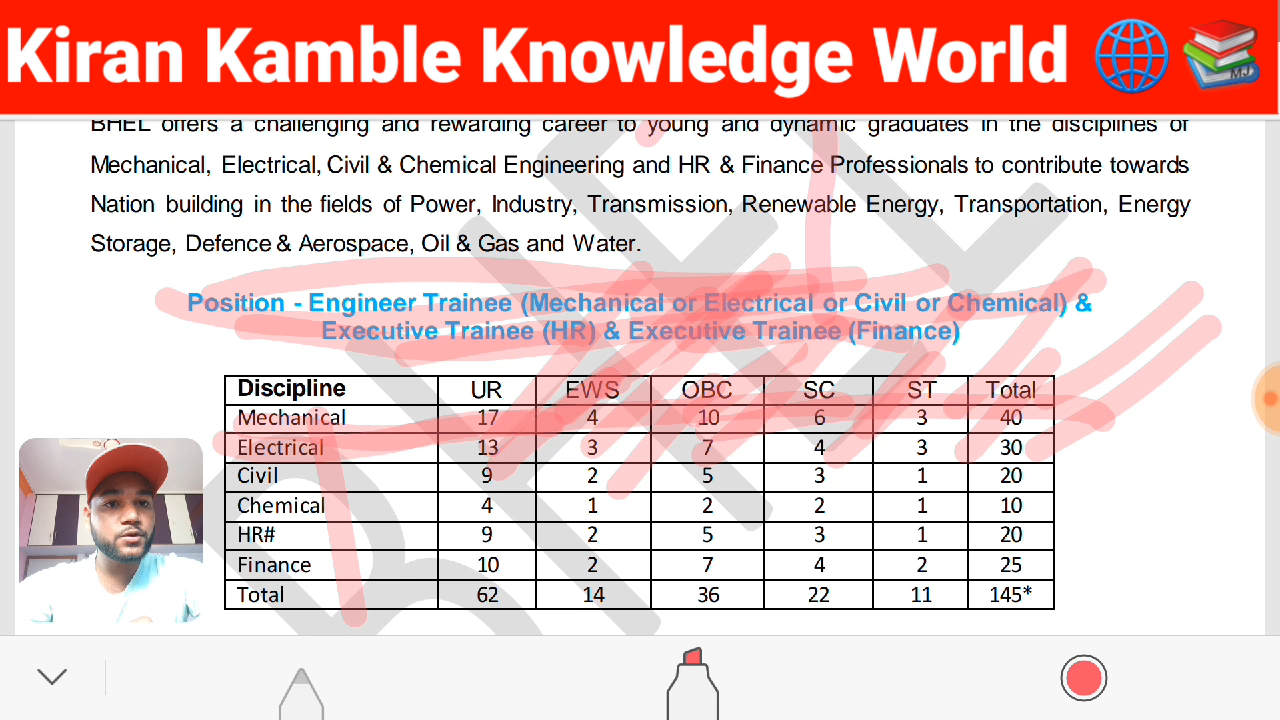 Kiran Kamble Knowledge World
BHEL offers a challenging and rewarding career to young and dynamic graduates in the disciplines of
Mechanical, Electrical, Civil & Chemical Engineering and HR & Finance Professionals to contribute towards
Nation building in the fields of Power, Industry, Transmission, Renewable Energy, Transportation, Energy
Storage, Defence & Aerospace, Oil & Gas and Water.
Position - Engineer Trainee (Mechanical or Electrical or Civil or Chemical) &
Executive Trainee (HR) & Executive Trainee (Finance)
Discipline UR EWS OBC SC ST Total
Mechanical 17 4 10 6 3 40
Electrical 13 3 7 4 3 30
Civil 9 2 5 3 1 20
Chemical 4 1 2 2 1 10
HR# 9 2 5 3 1 20
Finance 10 2 7 4 2 25
Total 62 14 36 22 11 145*
MJ